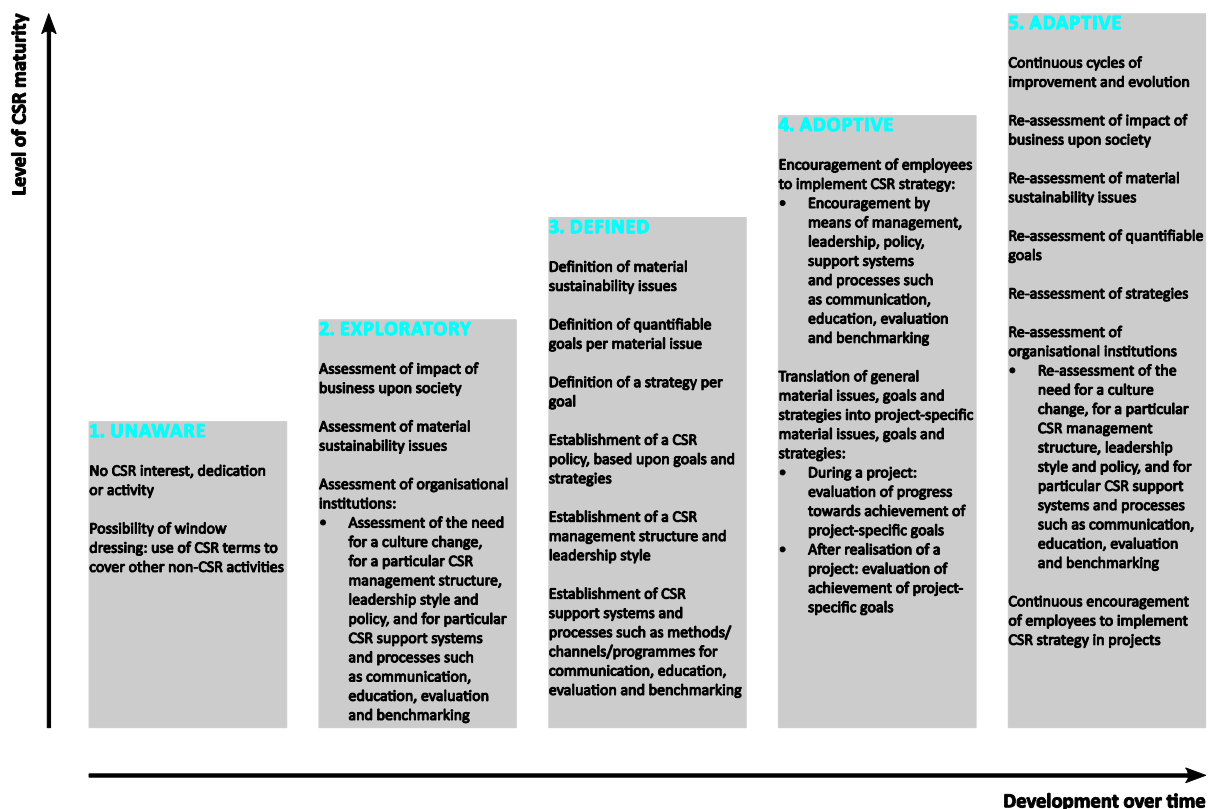 Level of CSR maturity
1. UNAWARE
No CSR interest, dedication
or activity
Possibility of window
dressing: use of CSR terms to
cover other non-CSR activities
2. EXPLORATORY
Assessment of impact of
business upon society
Assessment of material
sustainability issues
Assessment of organisational
institutions:
• Assessment of the need
for a culture change,
for a particular CSR
management structure,
leadership style and
policy, and for particular
CSR support systems
and processes such
as communication,
education, evaluation
and benchmarking
3. DEFINED
Definition of material
sustainability issues
Definition of quantifiable
goals per material issue
Definition of a strategy per
goal
Establishment of a CSR
policy, based upon goals and
strategies
Establishment of a CSR
management structure and
leadership style
Establishment of CSR
support systems and
processes such as methods/
channels/programmes for
communication, education,
evaluation and benchmarking
4. ADOPTIVE
Encouragement of employees
to implement CSR strategy:
• Encouragement by
means of management,
leadership, policy,
support systems
and processes such
as communication,
education, evaluation
and benchmarking
Translation of general
material issues, goals and
strategies into project-specific
material issues, goals and
strategies:
• During a project:
evaluation of progress
towards achievement of
project-specific goals
• After realisation of a
project: evaluation of
achievement of project-
specific goals
5. ADAPTIVE
Continuous cycles of
improvement and evolution
Re-assessment of impact of
business upon society
Re-assessment of material
sustainability issues
Re-assessment of quantifiable
goals
Re-assessment of strategies
Re-assessment of
organisational institutions
• Re-assessment of the
need for a culture
change, for a particular
CSR management
structure, leadership
style and policy, and for
particular CSR support
systems and processes
such as communication,
education, evaluation
and benchmarking
Continuous encouragement
of employees to implement
CSR strategy in projects
Development over time